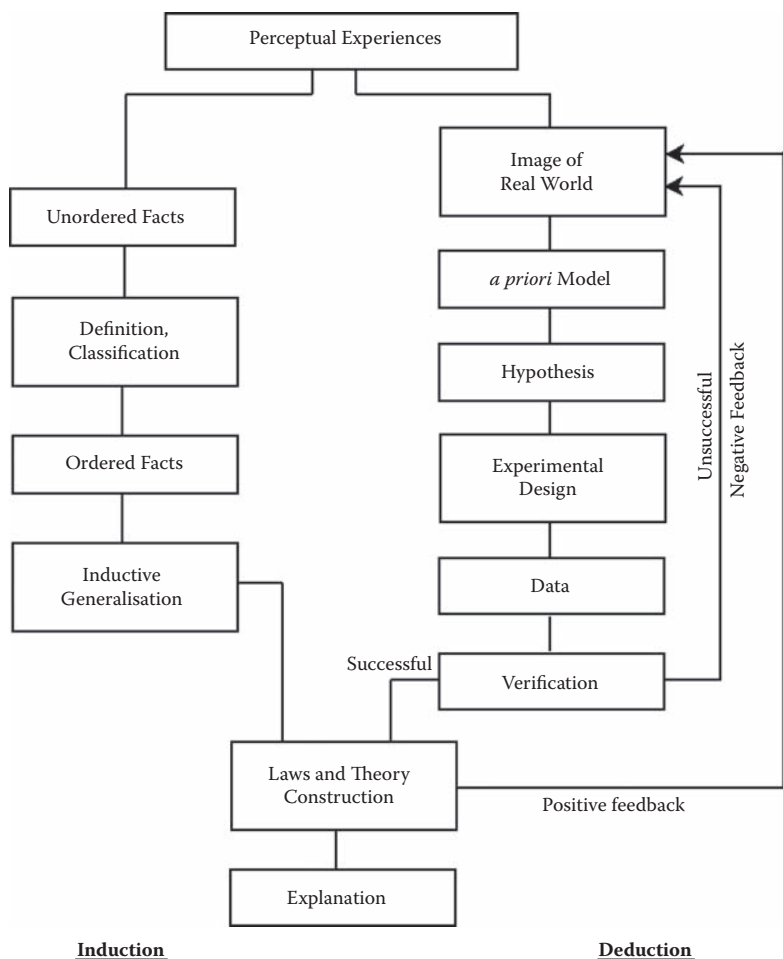 Perceptual Experiences
Image of
Real World
Unordered Facts
a priori Model
Definition,
Classification
Hypothesis
Unsuccessful
Negative Feedback
Ordered Facts
Experimental
Design
Inductive
Generalisation
Data
Successful
Verification
Laws and Theory
Construction
Positive feedback
Explanation
Induction
Deduction